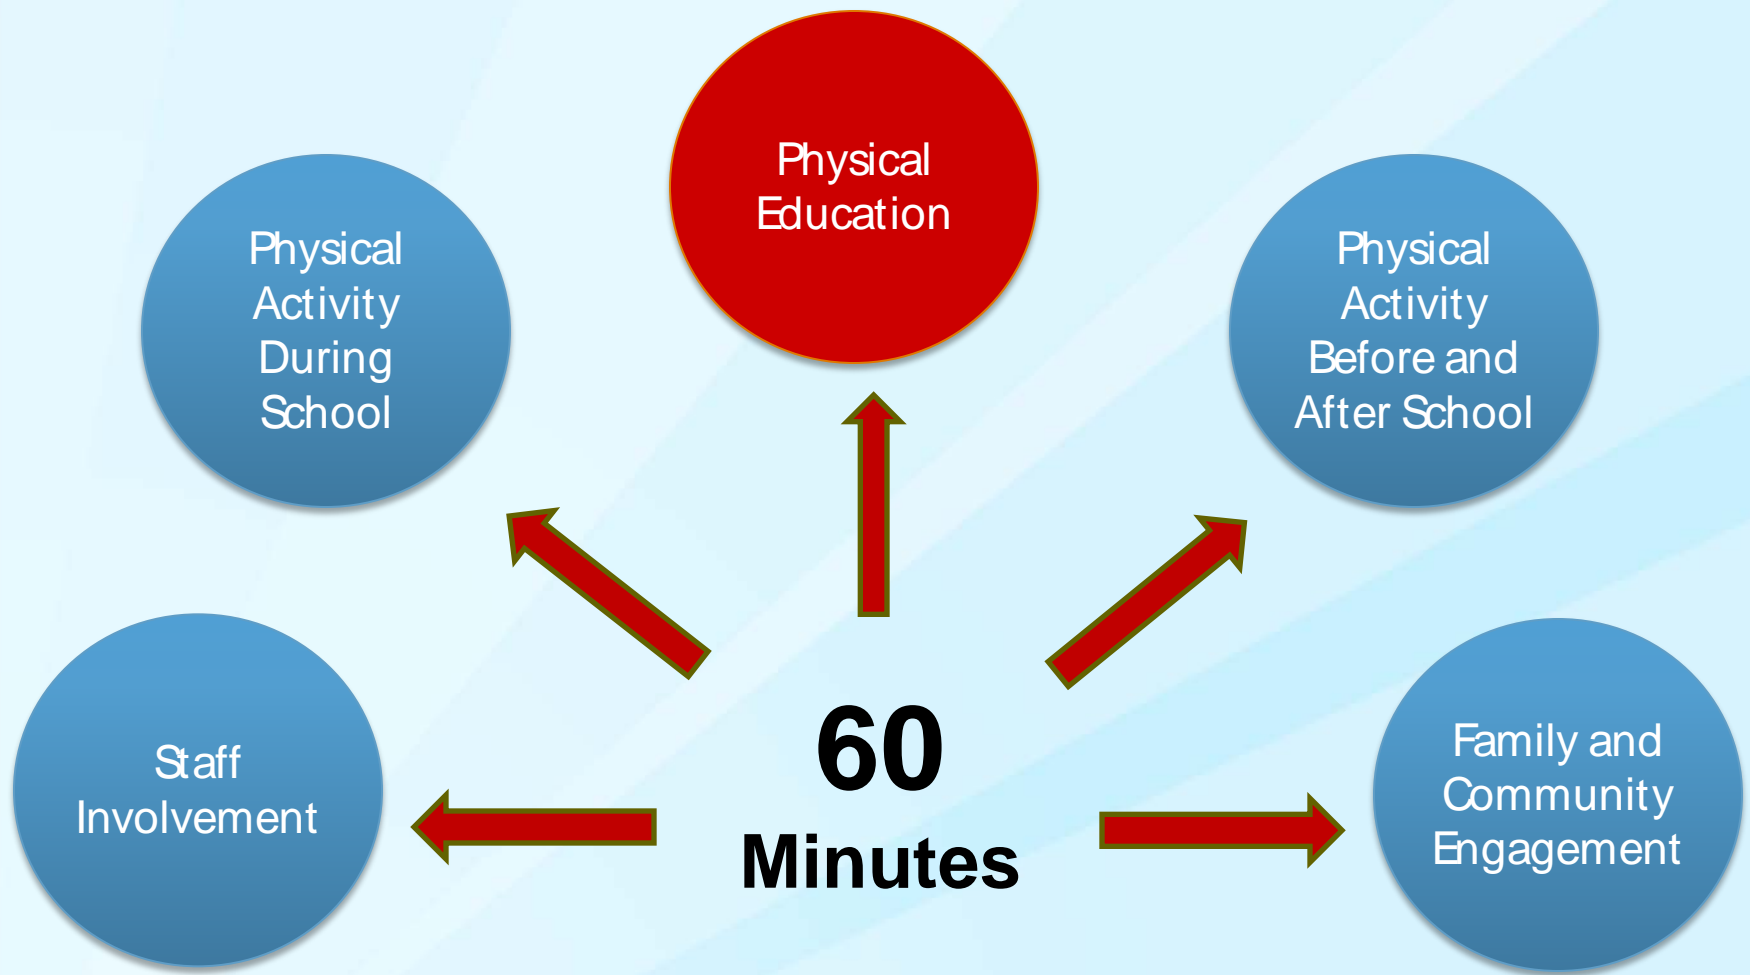 Physical
Education
Physical
Activity
During
School
Physical
Activity
Before and
After School
Staff
Involvement
60
Minutes
Family and
Community
Engagement